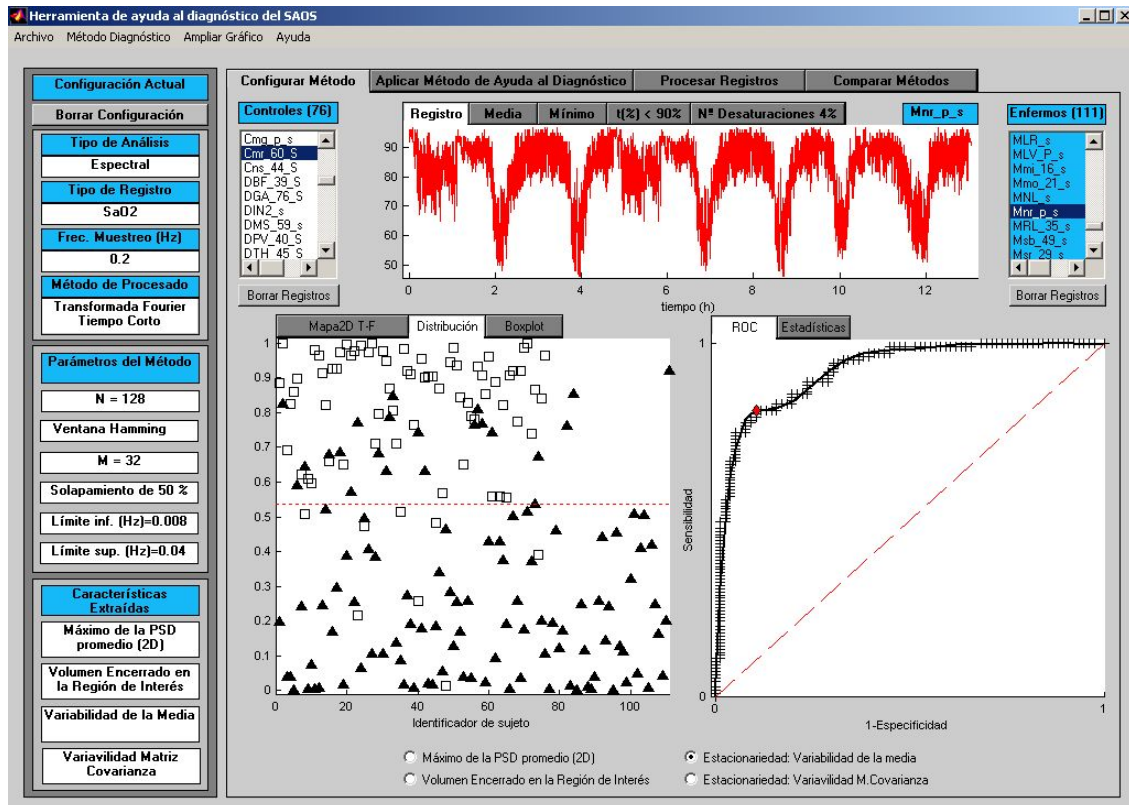 Herramienta de ayuda al diagnóstico del SAOS
Archivo Método Diagnóstico Ampliar Gráfico Ayuda
Configuración Actual
Borrar Configuración
Tipo de Análisis
Espectral
Tipo de Registro
SaO2
Frec. Muestreo (Hz)
0.2
Método de Procesado
Transformada Fourier
Tiempo Corto
Parámetros del Método
N = 128
Ventana Hamming
M = 32
Solapamiento de 50 %
Límite inf. (Hz)=0.008
Límite sup. (Hz)=0.04
Características
Extraídas
Máximo de la PSD
promedio (2D)
Volumen Encerrado en
la Región de Interés
Variabilidad de la Media
Variavilidad Matriz
Covarianza
Configurar Método Aplicar Método de Ayuda al Diagnóstico Procesar Registros Comparar Métodos
Controles (76)
Cmg_p_s
Cmr_60_S
Cns_44_S
DBF_39_S
DGA_76_S
DIN2_s
DMS_59_s
DPV_40_S
DTH_45_S
Borrar Registros
Registro Media Mínimo t(%) < 90% Nº Desaturaciones 4%
Mnr_p_s
90
80
70
60
50
0 2 4 6 8 10 12
tiempo (h)
Enfermos (111)
MLR_s
MLV_P_s
Mmi_16_s
Mmo_21_s
MNL_s
Mnr_p_s
MRL_35_s
Msb_49_s
Msr_29_s
Borrar Registros
Mapa2D T-F Distribución Boxplot
1
0.9
0.8
0.7
0.6
0.5
0.4
0.3
0.2
0.1
0
0 20 40 60 80 100
Identificador de sujeto
ROC Estadísticas
1
Sensibilidad
0
0 1
1-Especificidad
Máximo de la PSD promedio (2D)
Volumen Encerrado en la Región de Interés
Estacionariedad: Variabilidad de la media
Estacionariedad: Variavilidad M.Covarianza